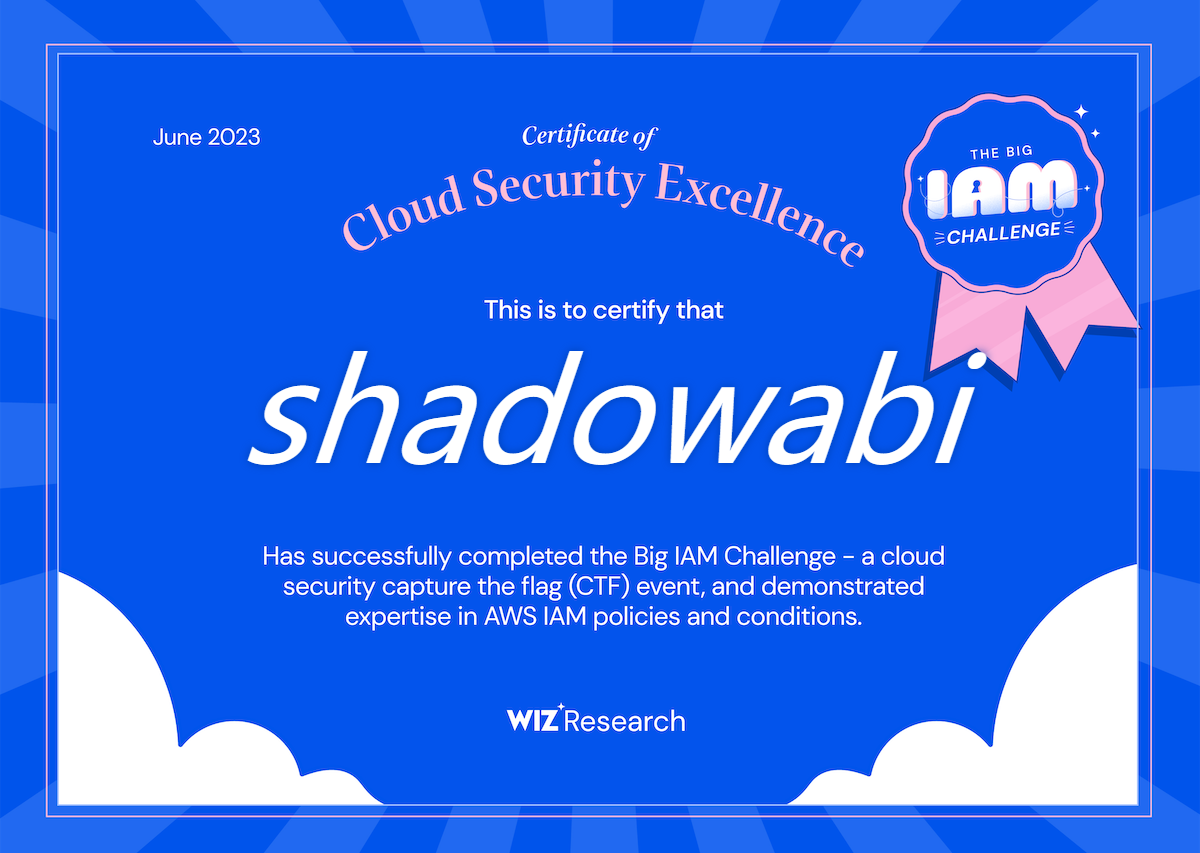 June 2023
Certificate of
Cloud Security Excellence
THE BIG
IAM
CHALLENGE
This is to certify that
shadowabi
Has successfully completed the Big IAM Challenge – a cloud
security capture the flag (CTF) event, and demonstrated
expertise in AWS IAM policies and conditions.
WIZ Research